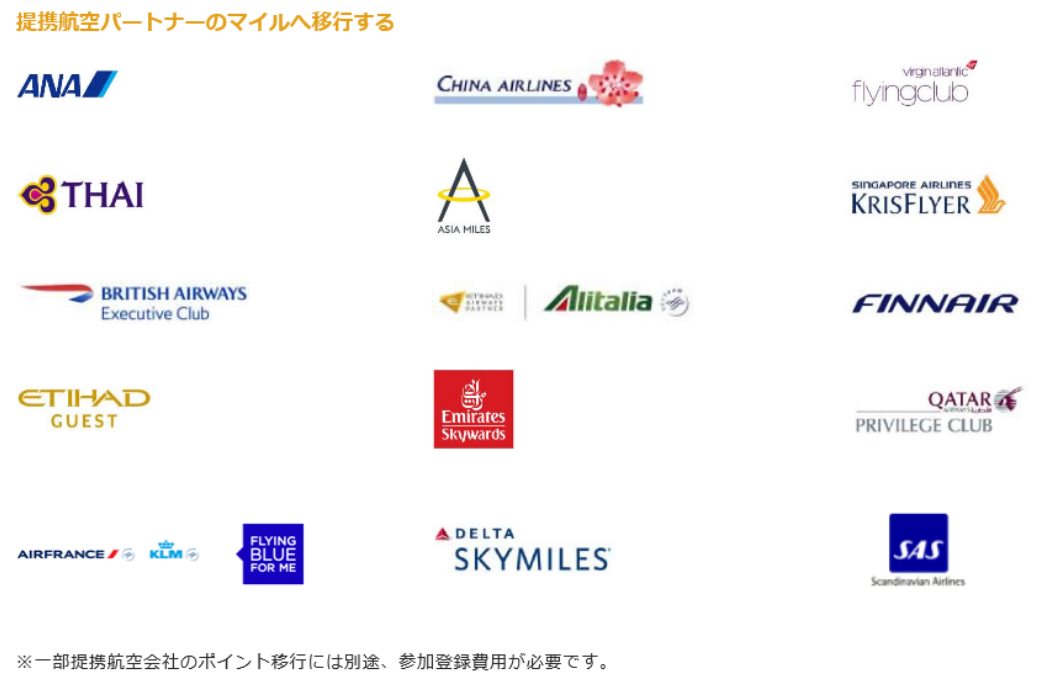 提携航空パートナーのマイルへ移行する
ANA
CHINA AIRLINES
virgin atlantic
flyingclub
THAI
ASIA MILES
SINGAPORE AIRLINES
KRISFLYER
BRITISH AIRWAYS
Executive Club
ETIHAD
AIRWAYS
PARTNER
Alitalia
FINNAIR
ETIHAD
GUEST
Emirates
Skywards
QATAR
AIRWAYS
PRIVILEGE CLUB
AIRFRANCE
KLM
FLYING
BLUE
FOR ME
DELTA
SKYMILES
SAS
Scandinavian Airlines
※一部提携航空会社のポイント移行には別途、参加登録費用が必要です。